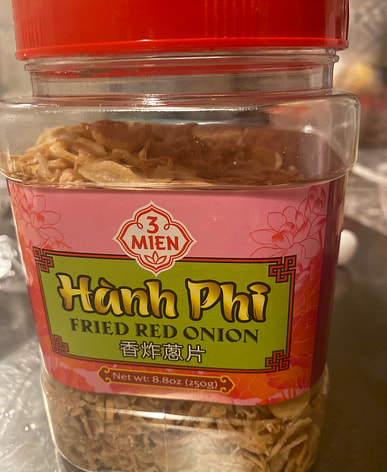 3
MIEN
Hành Phi
FRIED RED ONION
香炸蔥片
Net wt: 8.8oz (250g)